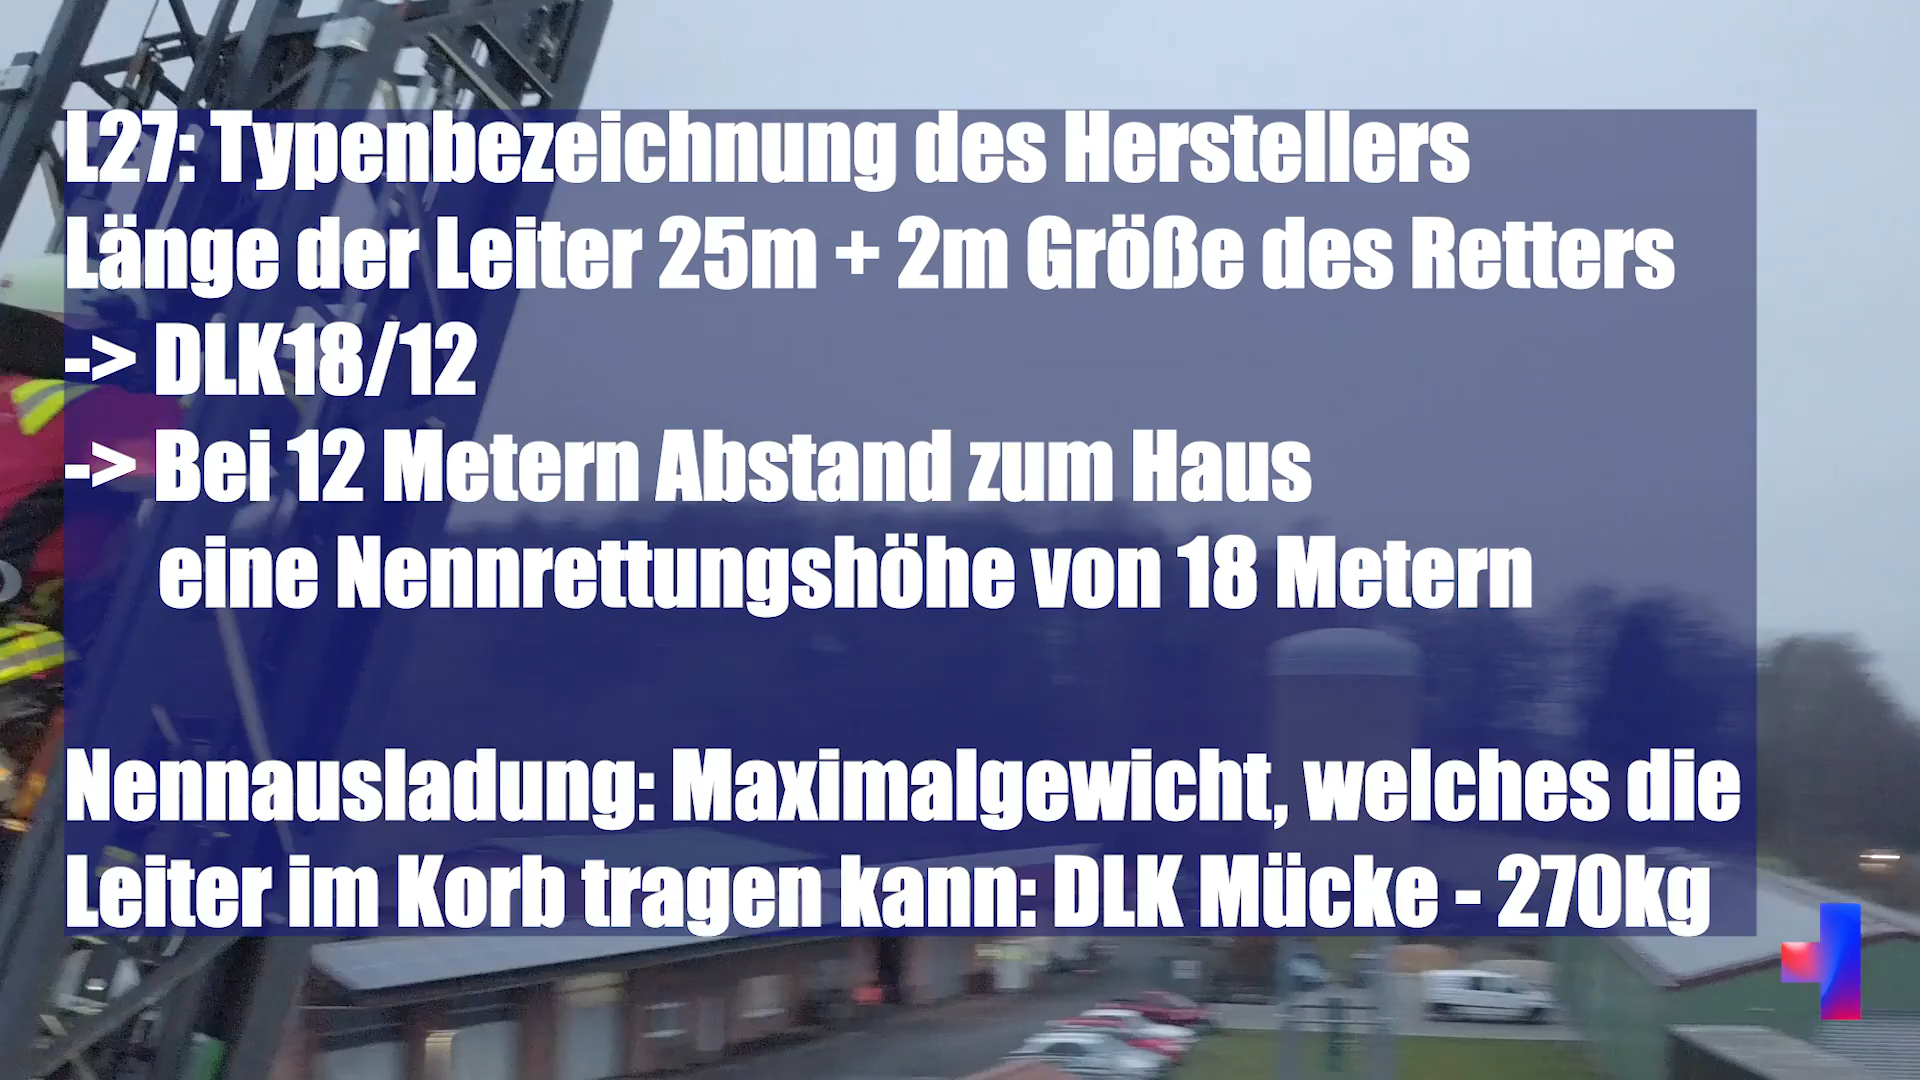 L27: Typenbezeichnung des Herstellers
Länge der Leiter 25m + 2m Größe des Retters
-> DLK18/12
-> Bei 12 Metern Abstand zum Haus
eine Nennrettungshöhe von 18 Metern
Nennausladung: Maximalgewicht, welches die
Leiter im Korb tragen kann: DLK Mücke - 270kg